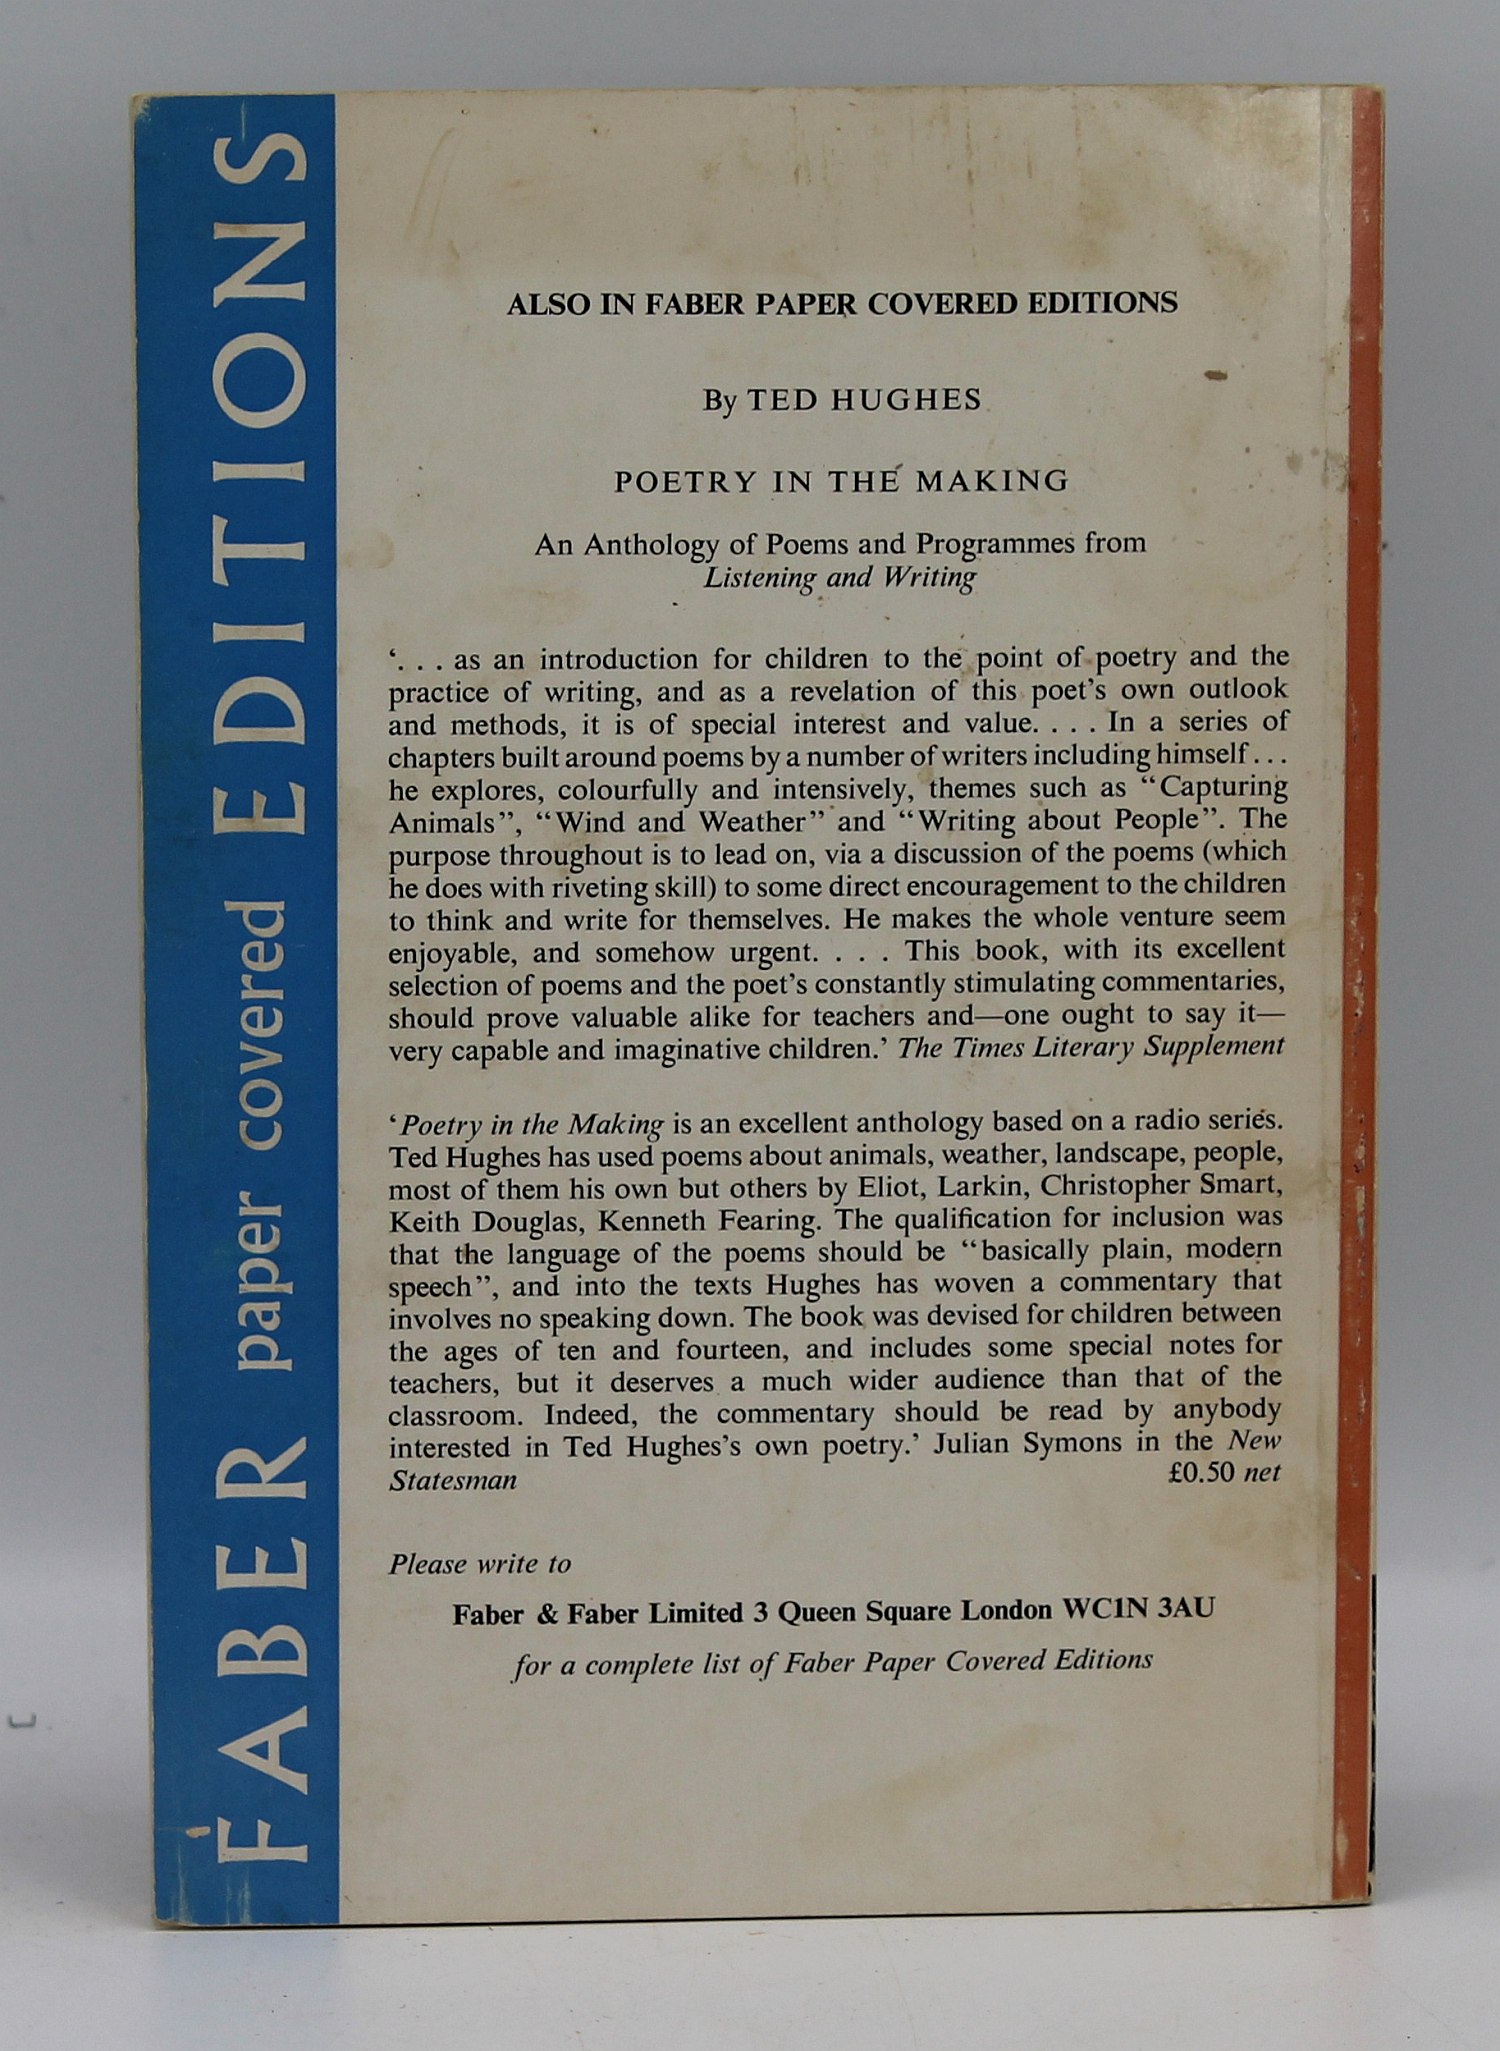 FABER paper covered EDITIONS
ALSO IN FABER PAPER COVERED EDITIONS
By TED HUGHES
POETRY IN THE MAKING
An Anthology of Poems and Programmes from
Listening and Writing
‘. . . as an introduction for children to the point of poetry and the
practice of writing, and as a revelation of this poet’s own outlook
and methods, it is of special interest and value. . . . In a series of
chapters built around poems by a number of writers including himself . . .
he explores, colourfully and intensively, themes such as “Capturing
Animals”, “Wind and Weather” and “Writing about People”. The
purpose throughout is to lead on, via a discussion of the poems (which
he does with riveting skill) to some direct encouragement to the children
to think and write for themselves. He makes the whole venture seem
enjoyable, and somehow urgent. . . . This book, with its excellent
selection of poems and the poet’s constantly stimulating commentaries,
should prove valuable alike for teachers and—one ought to say it—
very capable and imaginative children.’ The Times Literary Supplement
‘Poetry in the Making is an excellent anthology based on a radio series.
Ted Hughes has used poems about animals, weather, landscape, people,
most of them his own but others by Eliot, Larkin, Christopher Smart,
Keith Douglas, Kenneth Fearing. The qualification for inclusion was
that the language of the poems should be “basically plain, modern
speech”, and into the texts Hughes has woven a commentary that
involves no speaking down. The book was devised for children between
the ages of ten and fourteen, and includes some special notes for
teachers, but it deserves a much wider audience than that of the
classroom. Indeed, the commentary should be read by anybody
interested in Ted Hughes’s own poetry.’ Julian Symons in the New
Statesman £0.50 net
Please write to
Faber & Faber Limited 3 Queen Square London WC1N 3AU
for a complete list of Faber Paper Covered Editions